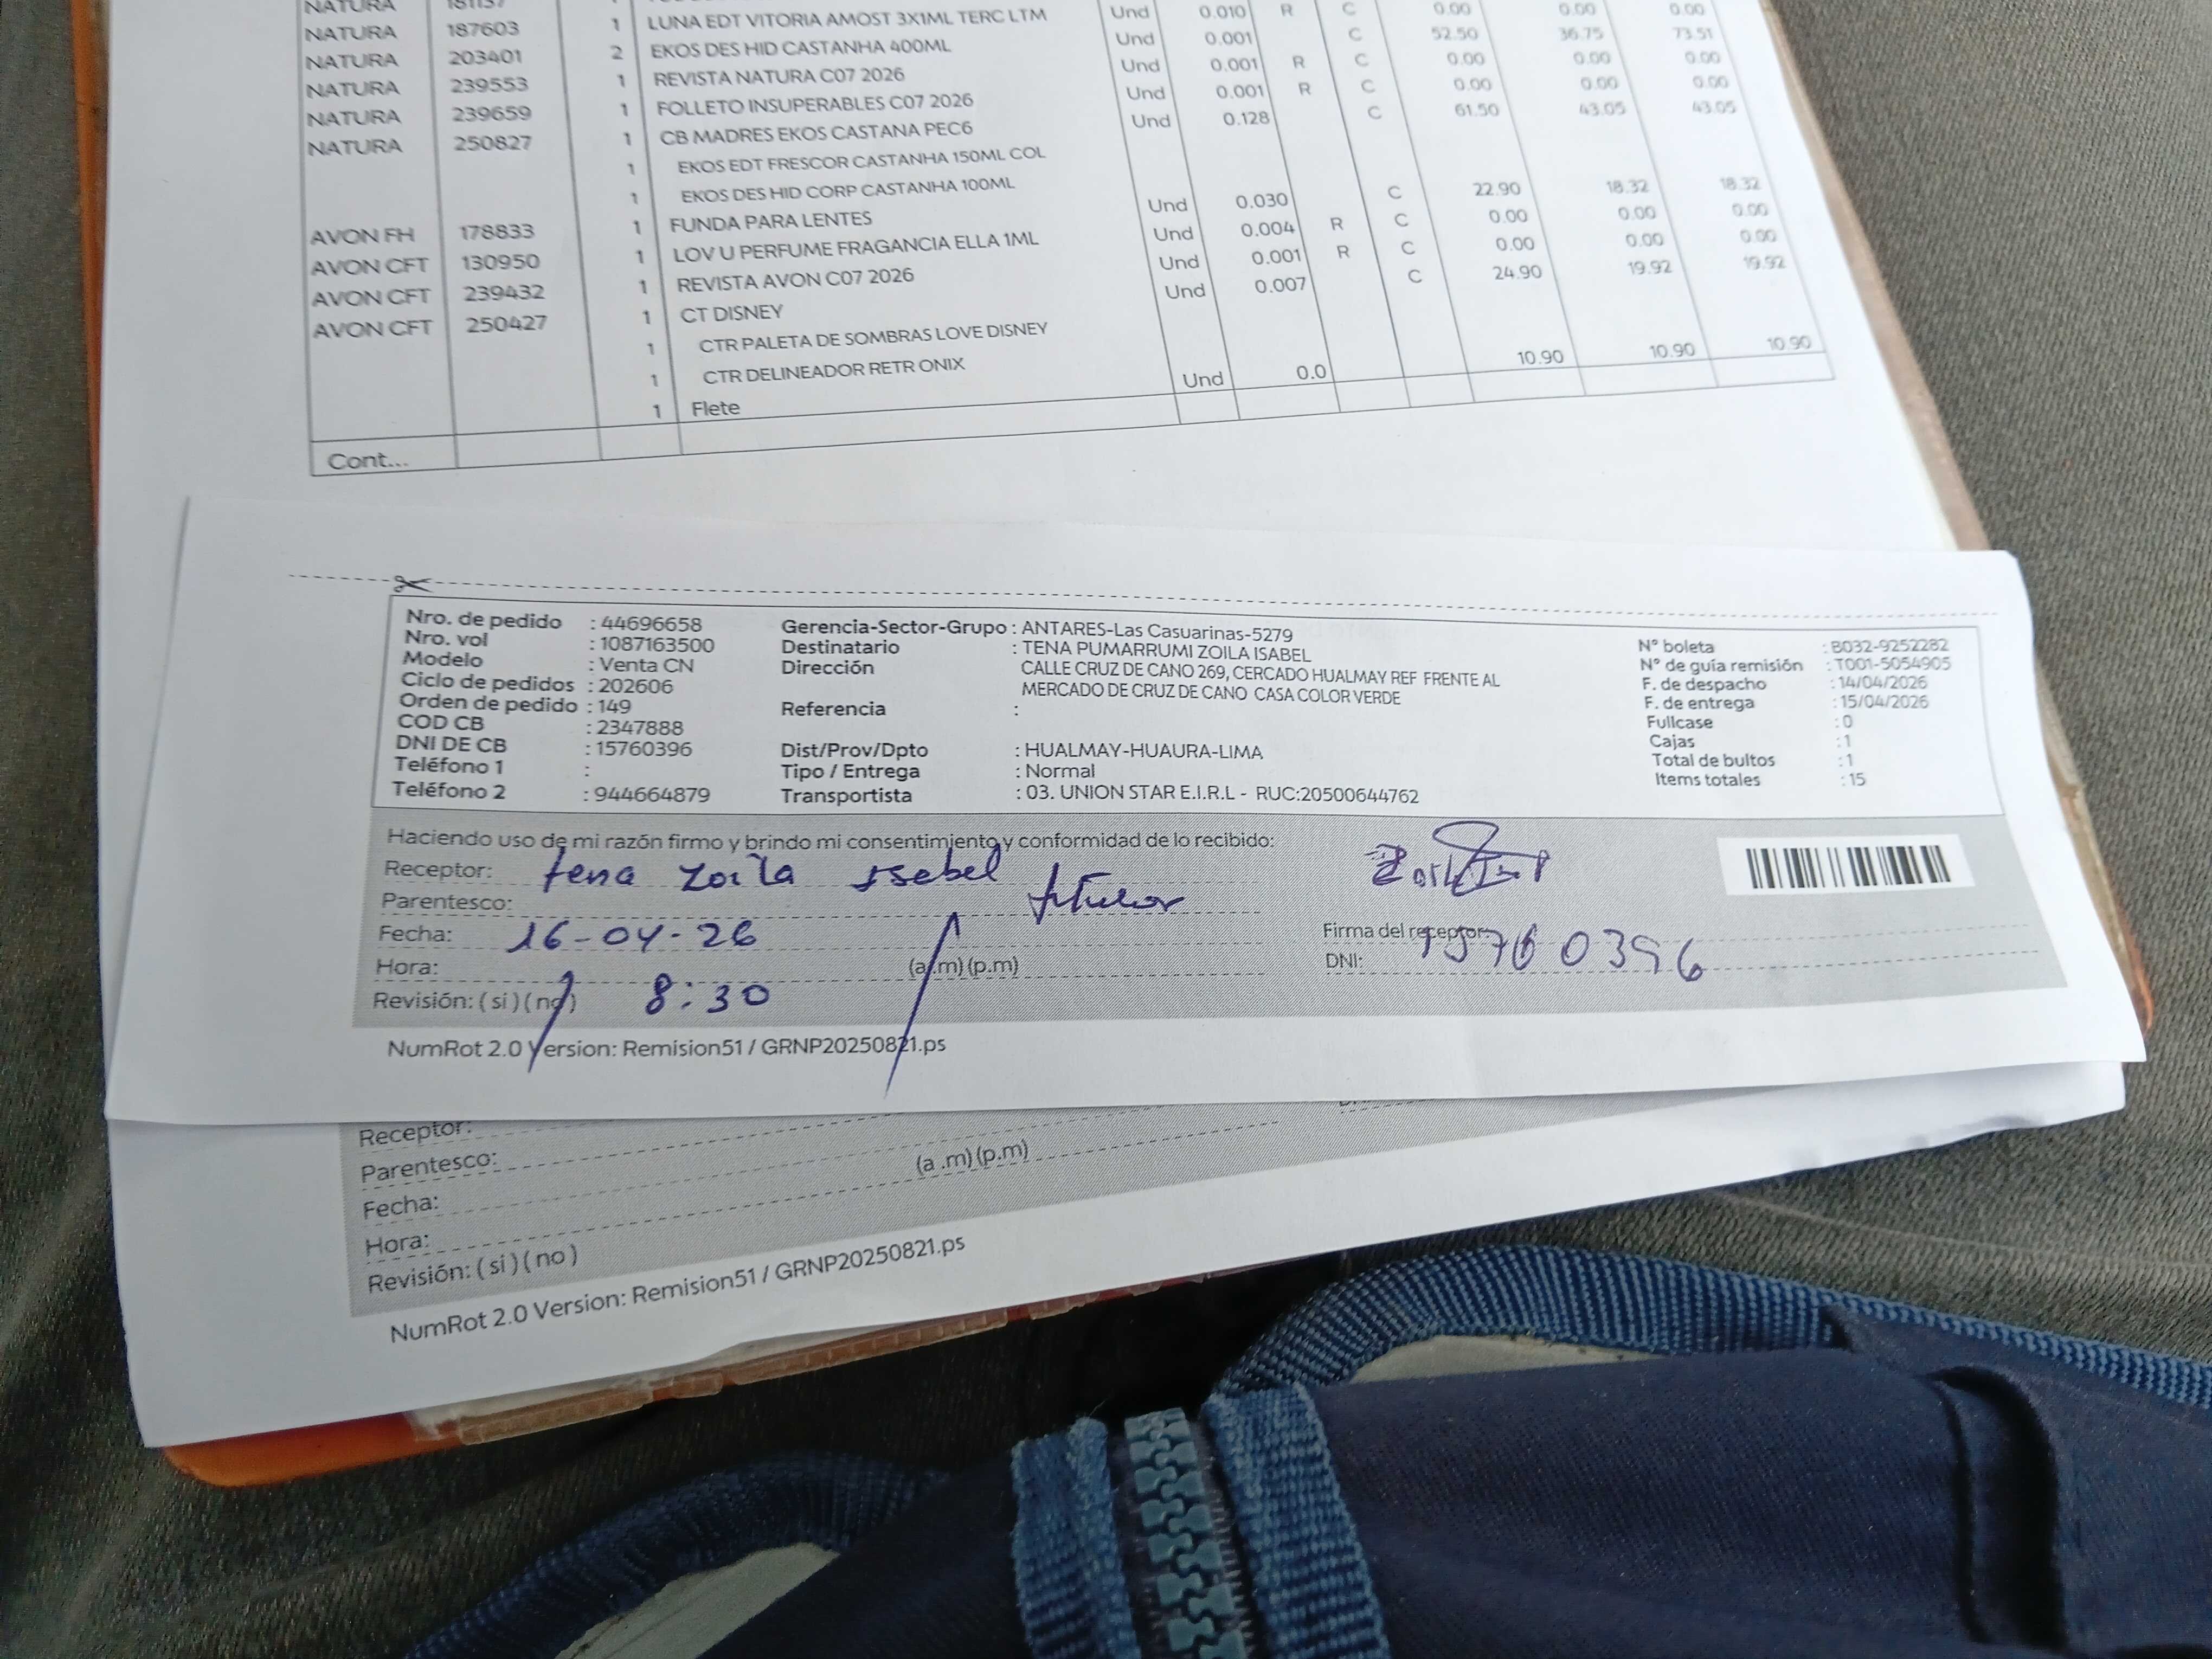 NATURA 181137
NATURA 187603 1 LUNA EDT VITORIA AMOST 3X1ML TERC LTM Und 0.010 R C 0.00 0.00 0.00
NATURA 203401 2 EKOS DES HID CASTANHA 400ML Und 0.001 C 52.50 36.75 73.51
NATURA 239553 1 REVISTA NATURA C07 2026 Und 0.001 R C 0.00 0.00 0.00
NATURA 239659 1 FOLLETO INSUPERABLES C07 2026 Und 0.001 R C 0.00 0.00 0.00
NATURA 250827 1 CB MADRES EKOS CASTANA PEC6 Und 0.128 C 61.50 43.05 43.05
1 EKOS EDT FRESCOR CASTANHA 150ML COL
1 EKOS DES HID CORP CASTANHA 100ML
AVON FH 178833 1 FUNDA PARA LENTES Und 0.030 C 22.90 18.32 18.32
AVON CFT 130950 1 LOV U PERFUME FRAGANCIA ELLA 1ML Und 0.004 R C 0.00 0.00 0.00
AVON CFT 239432 1 REVISTA AVON C07 2026 Und 0.001 R C 0.00 0.00 0.00
AVON CFT 250427 1 CT DISNEY Und 0.007 C 24.90 19.92 19.92
1 CTR PALETA DE SOMBRAS LOVE DISNEY
1 CTR DELINEADOR RETR ONIX
1 Flete Und 0.0 10.90 10.90 10.90
Cont...
Nro. de pedido : 44696658
Nro. vol : 1087163500
Modelo : Venta CN
Ciclo de pedidos : 202606
Orden de pedido : 149
COD CB : 2347888
DNI DE CB : 15760396
Teléfono 1 :
Teléfono 2 : 944664879
Gerencia-Sector-Grupo : ANTARES-Las Casuarinas-5279
Destinatario : TENA PUMARRUMI ZOILA ISABEL
Dirección CALLE CRUZ DE CANO 269, CERCADO HUALMAY REF FRENTE AL
MERCADO DE CRUZ DE CANO CASA COLOR VERDE
Referencia :
Dist/Prov/Dpto : HUALMAY-HUAURA-LIMA
Tipo / Entrega : Normal
Transportista : 03. UNION STAR E.I.R.L - RUC:20500644762
N° boleta : B032-9252282
N° de guía remisión : T001-5054905
F. de despacho : 14/04/2026
F. de entrega : 15/04/2026
Fullcase : 0
Cajas : 1
Total de bultos : 1
Items totales : 15
Haciendo uso de mi razón firmo y brindo mi consentimiento y conformidad de lo recibido:
Receptor: tena Zoila Isabel
Parentesco: titular
Fecha: 16-04-26
Hora: (a.m) (p.m)
Revisión: ( si ) ( no ) 8:30
Firma del receptor:
DNI: 15760396
NumRot 2.0 Version: Remision51 / GRNP20250821.ps
Receptor:
Parentesco:
Fecha:
Hora: (a .m) (p.m)
Revisión: ( si ) ( no )
NumRot 2.0 Version: Remision51 / GRNP20250821.ps